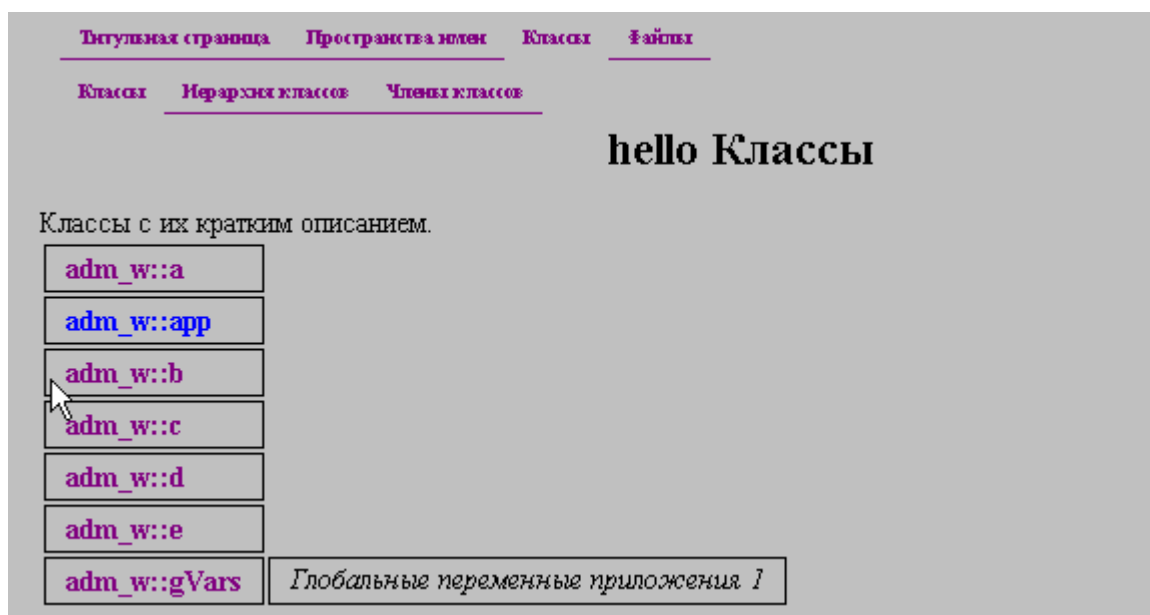 Титульная страница Пространства имен Классы Файлы
Классы Иерархия классов Члены классов
hello Классы
Классы с их кратким описанием.
adm_w::a
adm_w::app
adm_w::b
adm_w::c
adm_w::d
adm_w::e
adm_w::gVars Глобальные переменные приложения 1